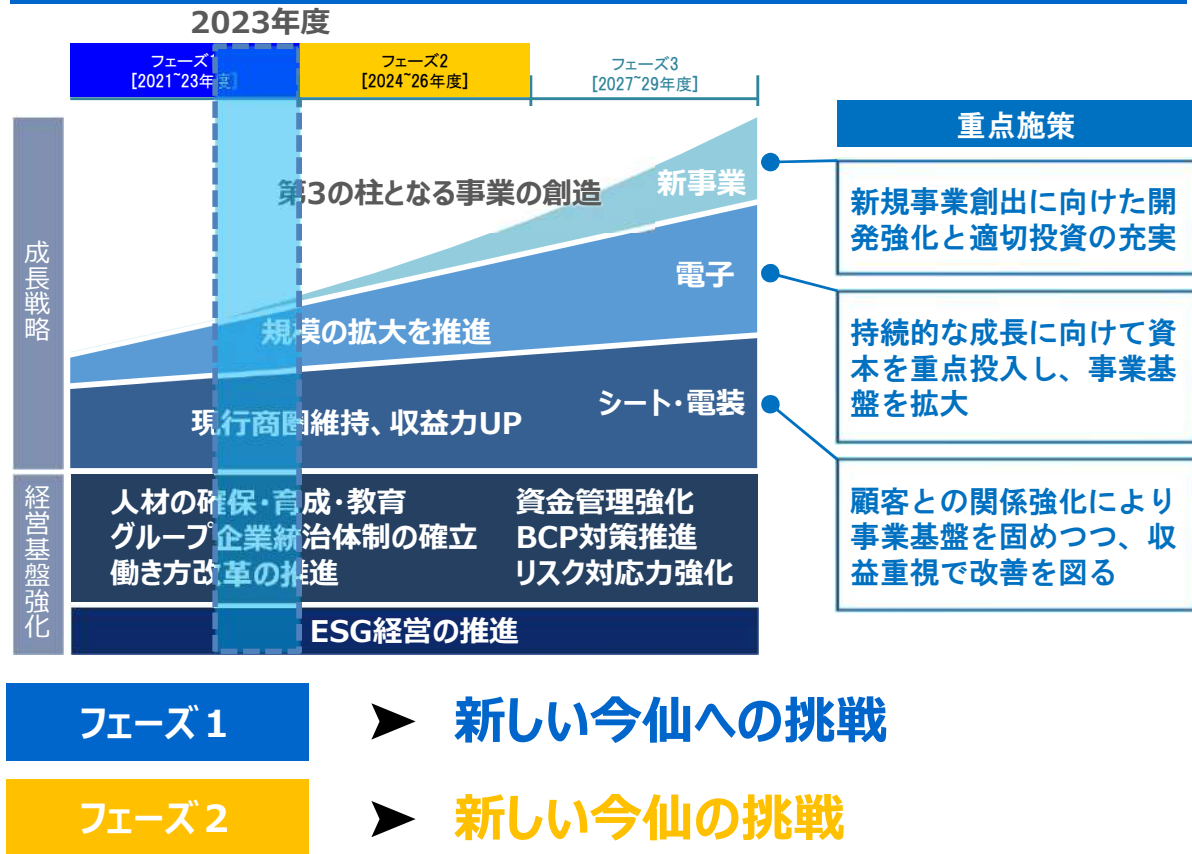 2023年度
フェーズ1
[2021~23年度]
フェーズ2
[2024~26年度]
フェーズ3
[2027~29年度]
成長戦略
第3の柱となる事業の創造
新事業
電子
規模の拡大を推進
シート・電装
現行商圏維持、収益力UP
経営基盤強化
人材の確保・育成・教育
グループ企業統治体制の確立
働き方改革の推進
資金管理強化
BCP対策推進
リスク対応力強化
ESG経営の推進
重点施策
新規事業創出に向けた開
発強化と適切投資の充実
持続的な成長に向けて資
本を重点投入し、事業基
盤を拡大
顧客との関係強化により
事業基盤を固めつつ、収
益重視で改善を図る
フェーズ1
➤ 新しい今仙への挑戦
フェーズ2
➤ 新しい今仙の挑戦